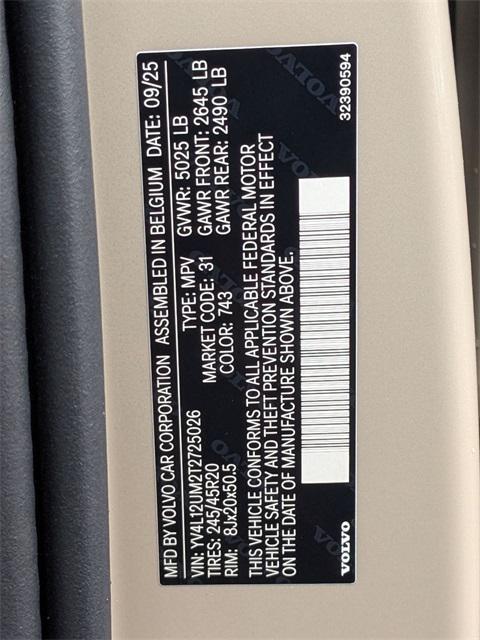 MFD BY VOLVO CAR CORPORATION ASSEMBLED IN BELGIUM DATE: 09/25
VIN: YV4L12UM2T2725026 TYPE: MPV GVWR: 5025 LB
TIRES: 245/45R20 MARKET CODE: 31 GAWR FRONT: 2645 LB
RIM: 8Jx20x50.5 COLOR: 743 GAWR REAR: 2490 LB
THIS VEHICLE CONFORMS TO ALL APPLICABLE FEDERAL MOTOR
VEHICLE SAFETY AND THEFT PREVENTION STANDARDS IN EFFECT
ON THE DATE OF MANUFACTURE SHOWN ABOVE.
VOLVO 32390594